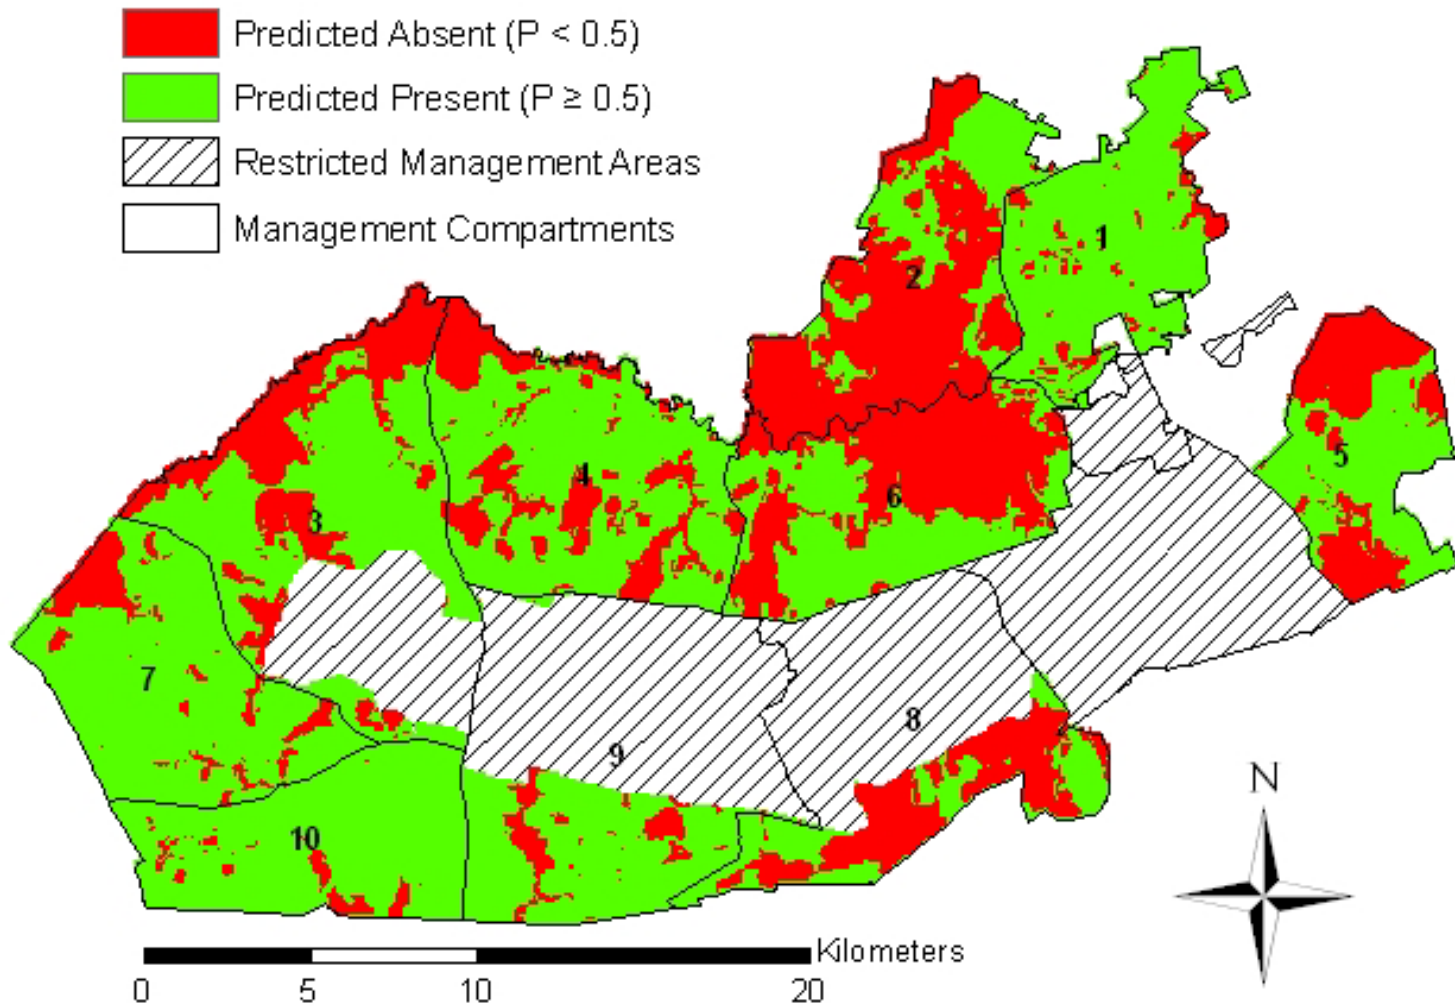 Predicted Absent (P < 0.5)
Predicted Present (P ≥ 0.5)
Restricted Management Areas
Management Compartments
1
2
3
4
5
6
7
8
9
10
N
Kilometers
0 5 10 20